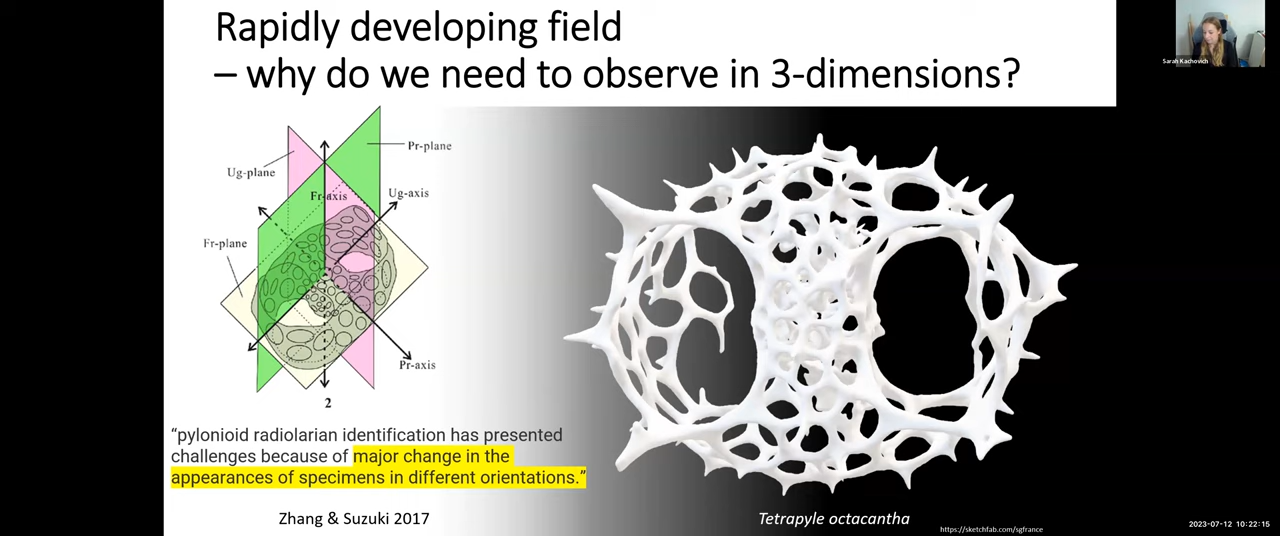 Rapidly developing field
– why do we need to observe in 3-dimensions?
Sarah Kachovich
Pr-plane
Ug-plane
Fr-axis
Ug-axis
Fr-plane
Pr-axis
2
“pylonioid radiolarian identification has presented
challenges because of major change in the
appearances of specimens in different orientations.”
Zhang & Suzuki 2017
Tetrapyle octacantha
https://sketchfab.com/sgfrance
2023-07-12 10:22:15